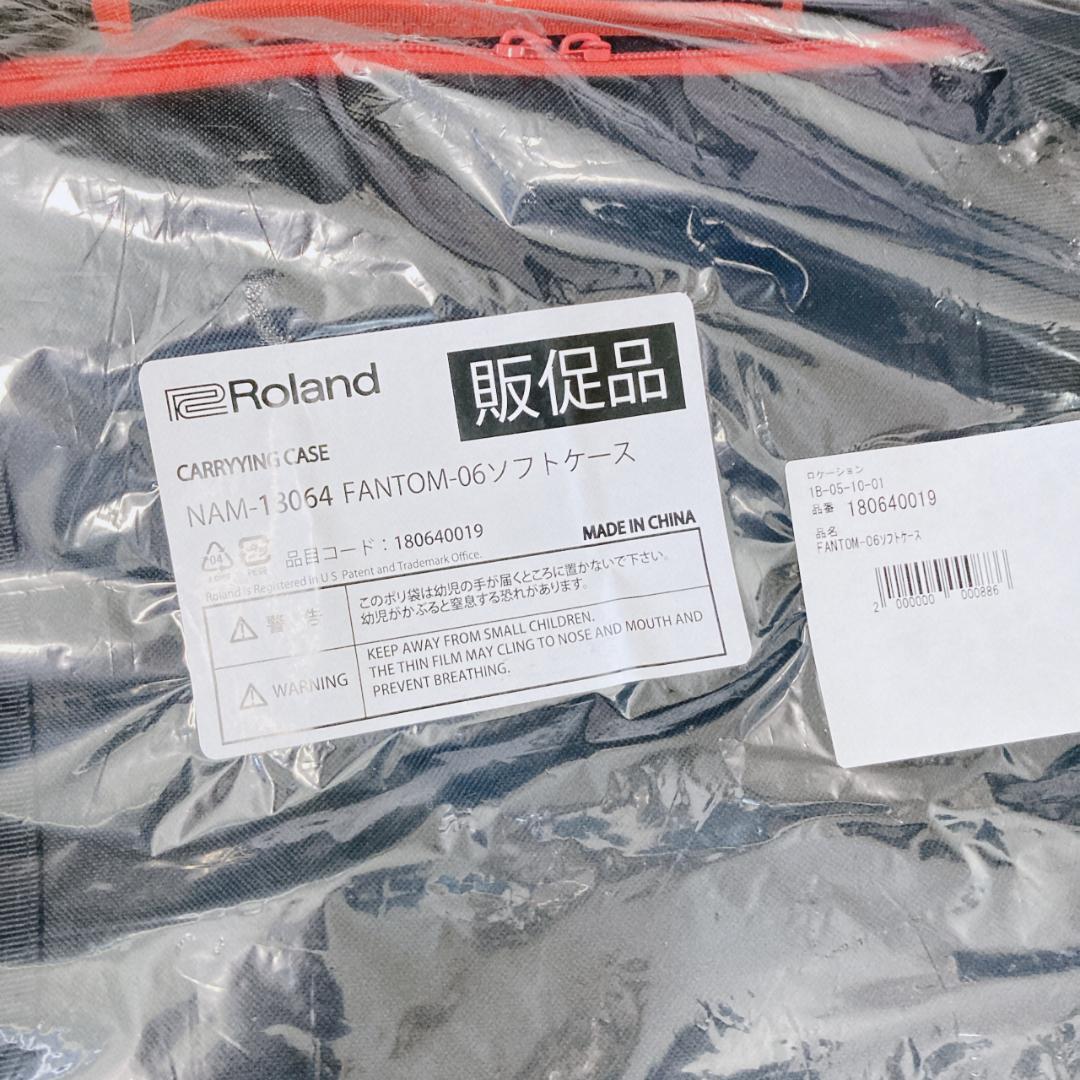 Roland
販促品
CARRYYING CASE
NAM-13064 FANTOM-06ソフトケース
04
品目コード：180640019
MADE IN CHINA
Roland is Registered in U S Patent and Trademark Office.
警告
このポリ袋は幼児の手が届くところに置かないで下さい。
幼児がかぶると窒息する恐れがあります。
WARNING
KEEP AWAY FROM SMALL CHILDREN.
THE THIN FILM MAY CLING TO NOSE AND MOUTH AND
PREVENT BREATHING.
ロケーション
1B-05-10-01
品番 180640019
品名
FANTOM-06ソフトケース
2 000000 000886